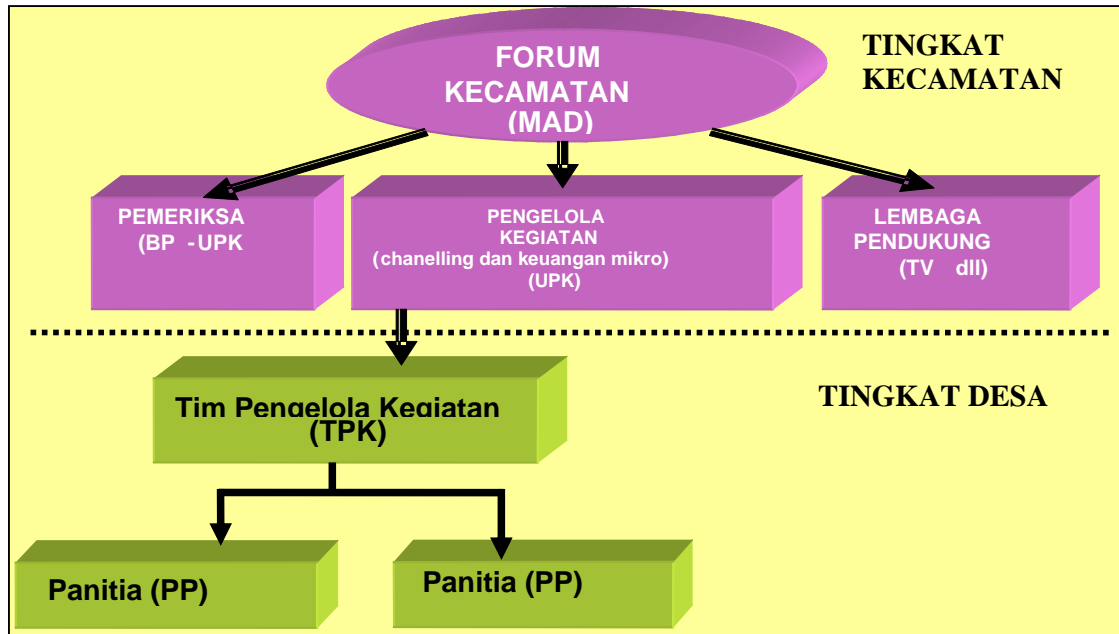 FORUM
KECAMATAN
(MAD)
TINGKAT
KECAMATAN
PEMERIKSA
(BP -UPK
PENGELOLA
KEGIATAN
(chanelling dan keuangan mikro)
(UPK)
LEMBAGA
PENDUKUNG
(TV dll)
Tim Pengelola Kegiatan
(TPK)
TINGKAT DESA
Panitia (PP)
Panitia (PP)